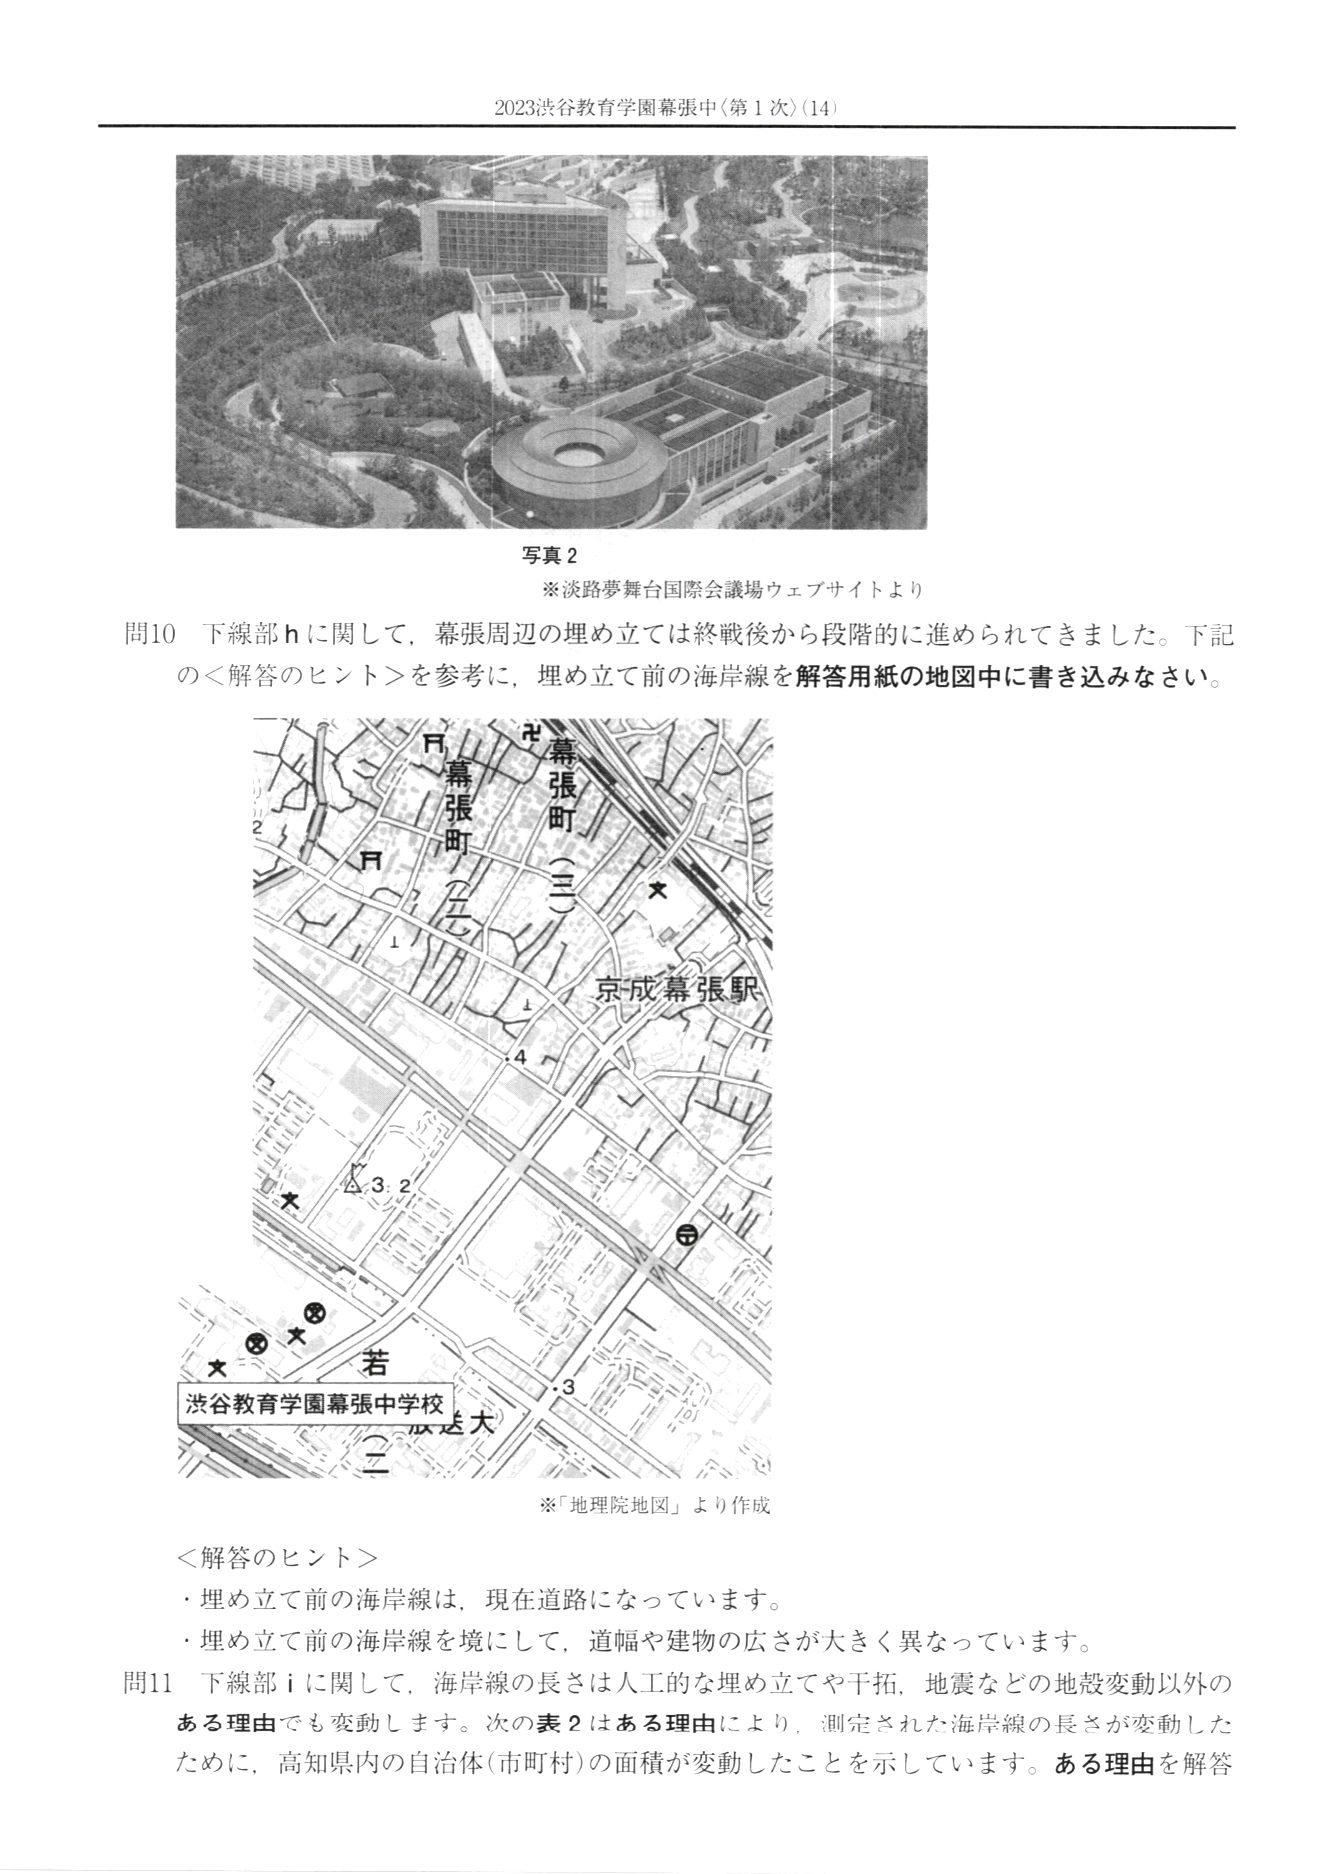 2023渋谷教育学園幕張中〈第1次〉(14)
写真2
※淡路夢舞台国際会議場ウェブサイトより
問10 下線部hに関して，幕張周辺の埋め立ては終戦後から段階的に進められてきました。下記
の＜解答のヒント＞を参考に，埋め立て前の海岸線を解答用紙の地図中に書き込みなさい。
幕張町（二）
幕張町（三）
2
京成幕張駅
・4
3.2
若
渋谷教育学園幕張中学校
放送大
（二
・3
※「地理院地図」より作成
＜解答のヒント＞
・埋め立て前の海岸線は，現在道路になっています。
・埋め立て前の海岸線を境にして，道幅や建物の広さが大きく異なっています。
問11 下線部iに関して，海岸線の長さは人工的な埋め立てや干拓，地震などの地殻変動以外の
ある理由でも変動します。次の表2はある理由により，測定された海岸線の長さが変動した
ために，高知県内の自治体(市町村)の面積が変動したことを示しています。ある理由を解答